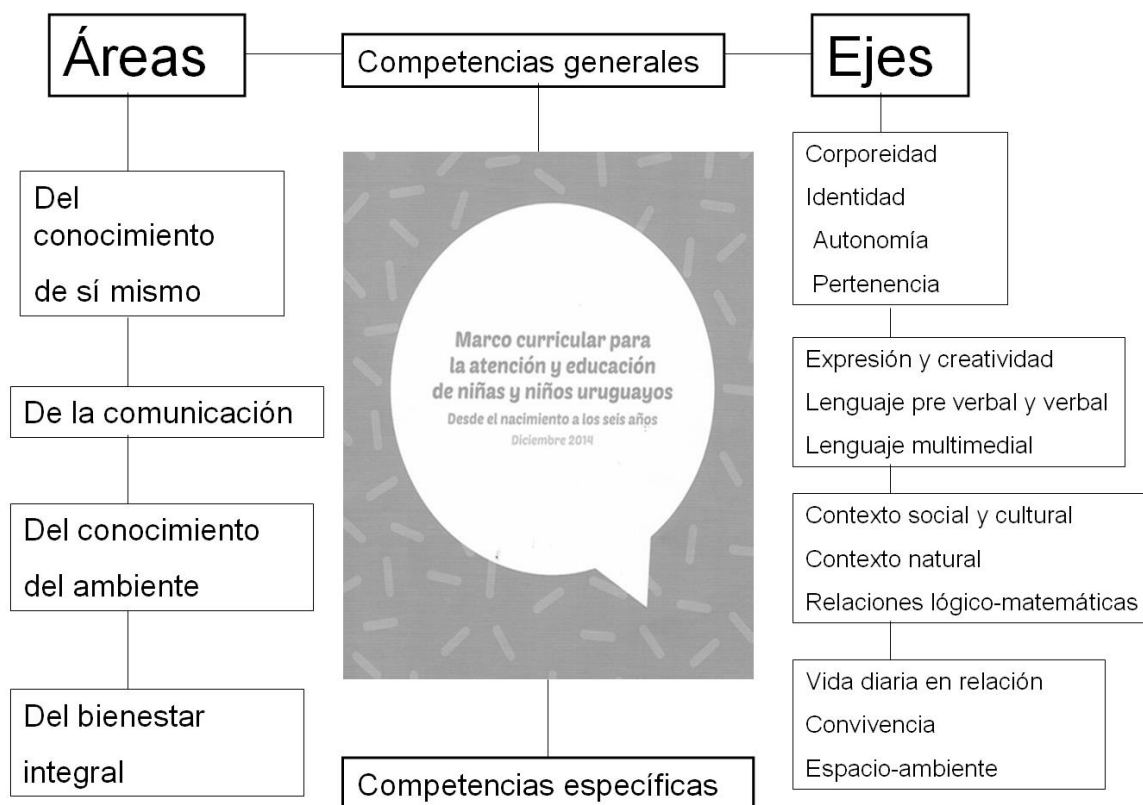 Áreas
Competencias generales
Ejes
Del
conocimiento
de sí mismo
De la comunicación
Del conocimiento
del ambiente
Del bienestar
integral
Marco curricular para
la atención y educación
de niñas y niños uruguayos
Desde el nacimiento a los seis años
Diciembre 2014
Competencias específicas
Corporeidad
Identidad
Autonomía
Pertenencia
Expresión y creatividad
Lenguaje pre verbal y verbal
Lenguaje multimedial
Contexto social y cultural
Contexto natural
Relaciones lógico-matemáticas
Vida diaria en relación
Convivencia
Espacio-ambiente